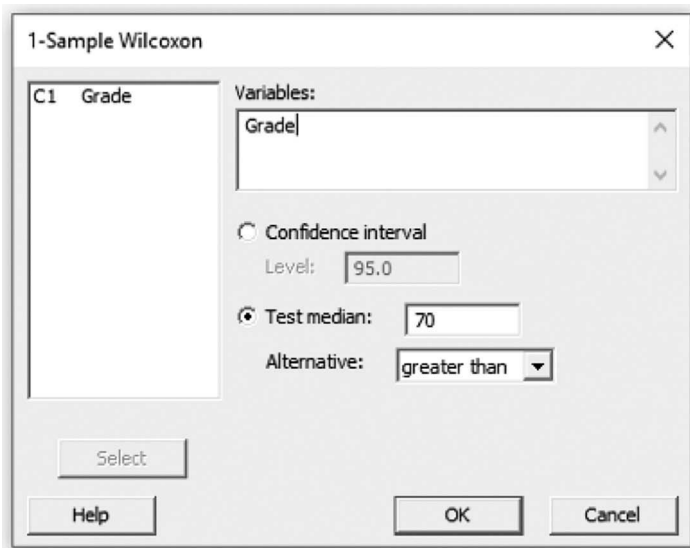 1-Sample Wilcoxon
C1 Grade
Variables:
Grade
Confidence interval
Level: 95.0
Test median: 70
Alternative: greater than
Select
Help
OK
Cancel